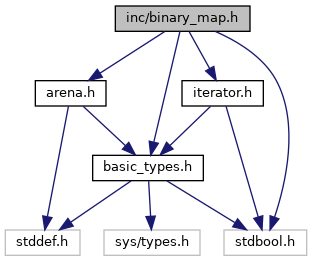 inc/binary_map.h
arena.h
iterator.h
basic_types.h
stddef.h
sys/types.h
stdbool.h